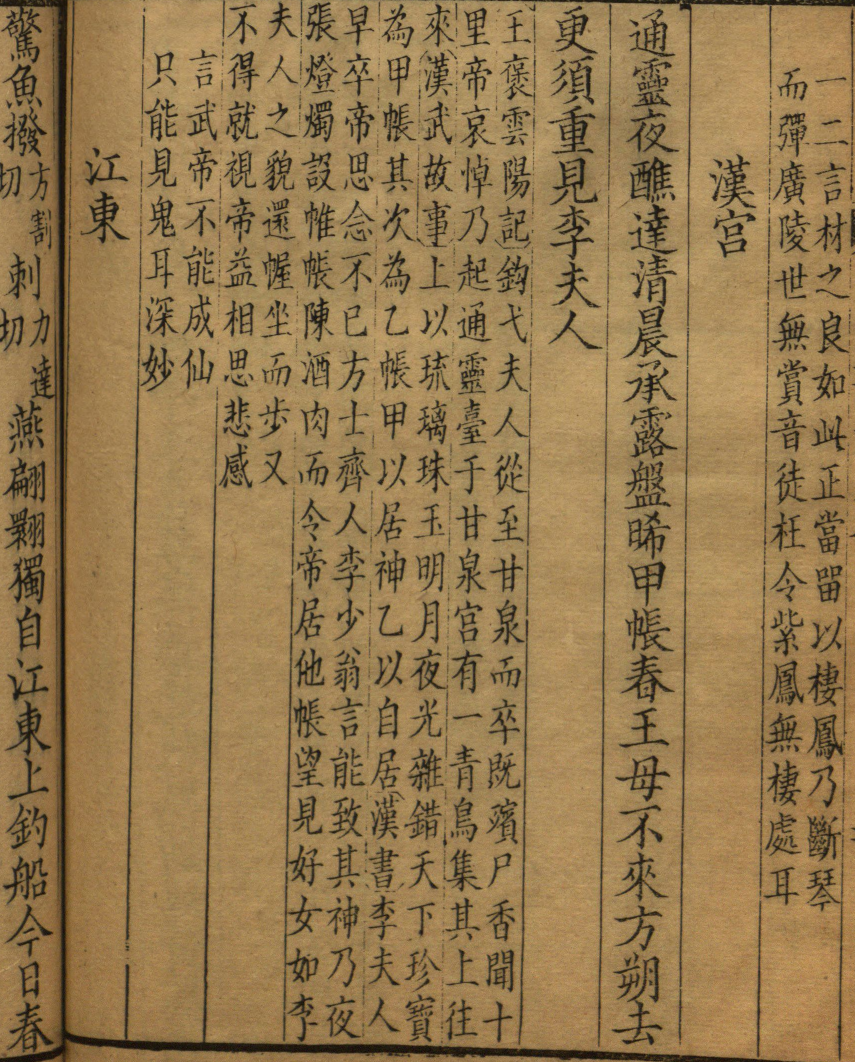 一二言材之良如此正當畱以棲鳳乃斷琴
而彈廣陵世無賞音徒枉令紫鳳無棲處耳
漢宮
通靈夜醮達清晨承露盤晞甲帳春王母不來方朔去
更須重見李夫人
王褒雲陽記鈎弋夫人從至甘泉而卒既殯尸香聞十
里帝哀悼乃起通靈臺于甘泉宮有一青鳥集其上往
來漢武故事上以琉璃珠玉明月夜光雜錯天下珍寶
為甲帳其次為乙帳甲以居神乙以自居漢書李夫人
早卒帝思念不已方士齊人李少翁言能致其神乃夜
張燈燭設帷帳陳酒肉而令帝居他帳望見好女如李
夫人之貌還幄坐而步又
不得就視帝益相思悲感
言武帝不能成仙
只能見鬼耳深妙
江東
驚魚撥方割切刺力達切燕翩翾獨自江東上釣船今日春